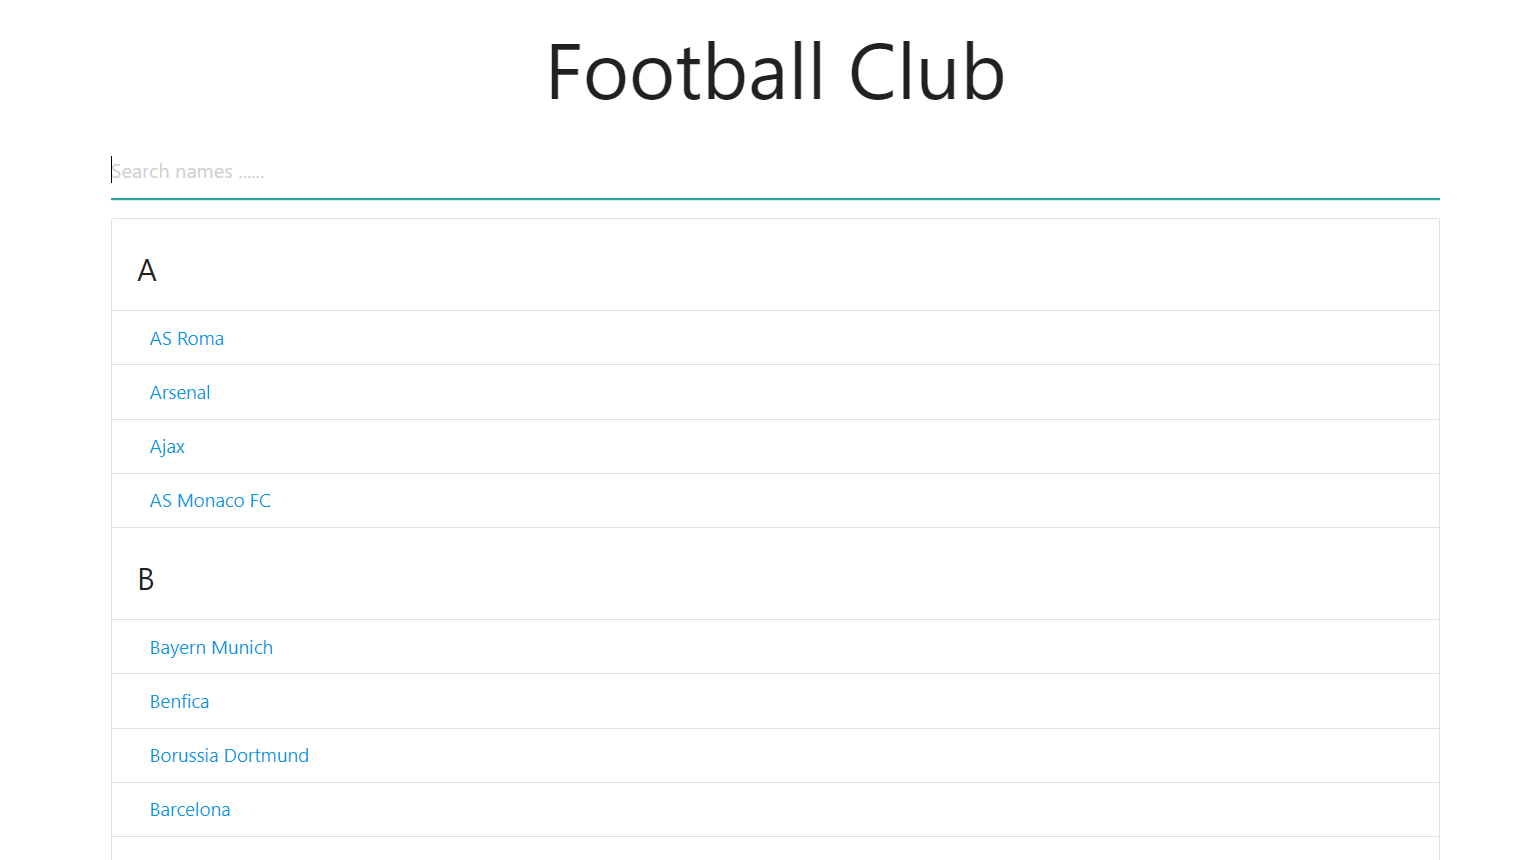 Football Club
Search names ......
A
AS Roma
Arsenal
Ajax
AS Monaco FC
B
Bayern Munich
Benfica
Borussia Dortmund
Barcelona